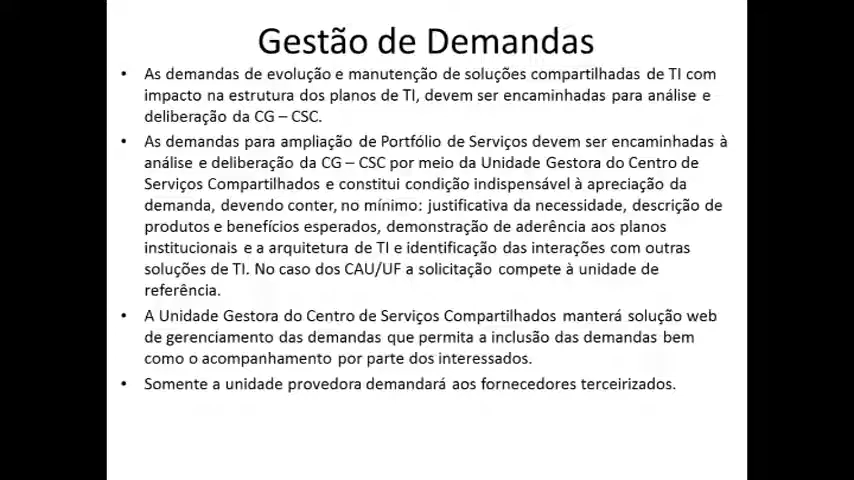 Gestão de Demandas
• As demandas de evolução e manutenção de soluções compartilhadas de TI com
impacto na estrutura dos planos de TI, devem ser encaminhadas para análise e
deliberação da CG – CSC.
• As demandas para ampliação de Portfólio de Serviços devem ser encaminhadas à
análise e deliberação da CG – CSC por meio da Unidade Gestora do Centro de
Serviços Compartilhados e constitui condição indispensável à apreciação da
demanda, devendo conter, no mínimo: justificativa da necessidade, descrição de
produtos e benefícios esperados, demonstração de aderência aos planos
institucionais e a arquitetura de TI e identificação das interações com outras
soluções de TI. No caso dos CAU/UF a solicitação compete à unidade de
referência.
• A Unidade Gestora do Centro de Serviços Compartilhados manterá solução web
de gerenciamento das demandas que permita a inclusão das demandas bem
como o acompanhamento por parte dos interessados.
• Somente a unidade provedora demandará aos fornecedores terceirizados.